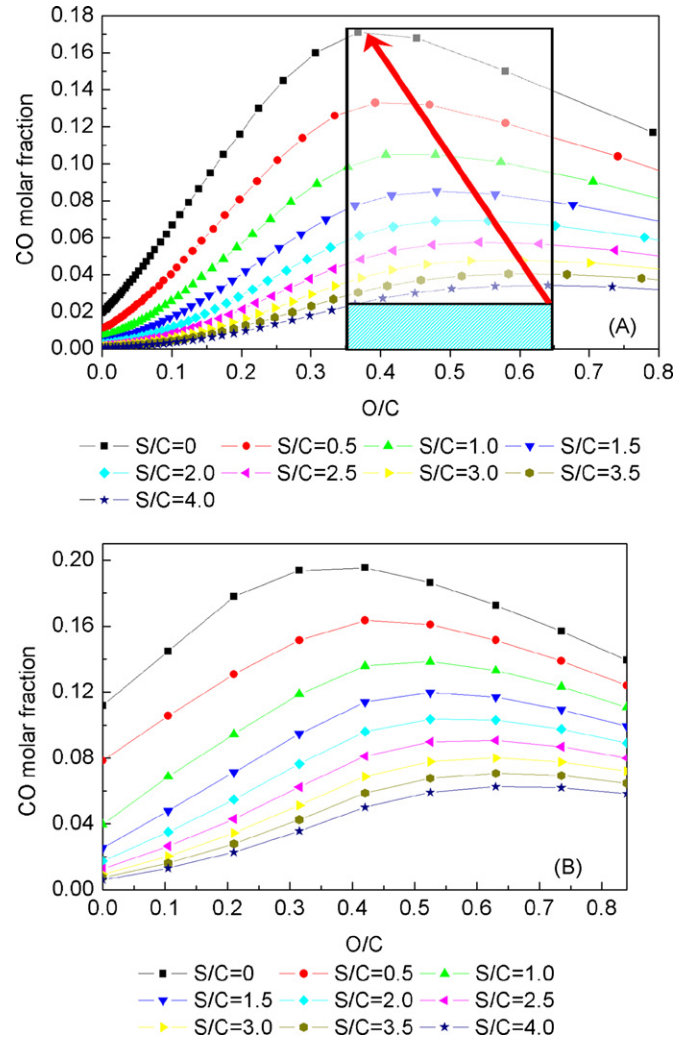 0.18
0.16
0.14
0.12
0.10
0.08
0.06
0.04
0.02
0.00
CO molar fraction
(A)
0.0 0.1 0.2 0.3 0.4 0.5 0.6 0.7 0.8
O/C
S/C=0 S/C=0.5 S/C=1.0 S/C=1.5
S/C=2.0 S/C=2.5 S/C=3.0 S/C=3.5
S/C=4.0
0.20
0.16
0.12
0.08
0.04
0.00
CO molar fraction
(B)
0.0 0.1 0.2 0.3 0.4 0.5 0.6 0.7 0.8
O/C
S/C=0 S/C=0.5 S/C=1.0
S/C=1.5 S/C=2.0 S/C=2.5
S/C=3.0 S/C=3.5 S/C=4.0